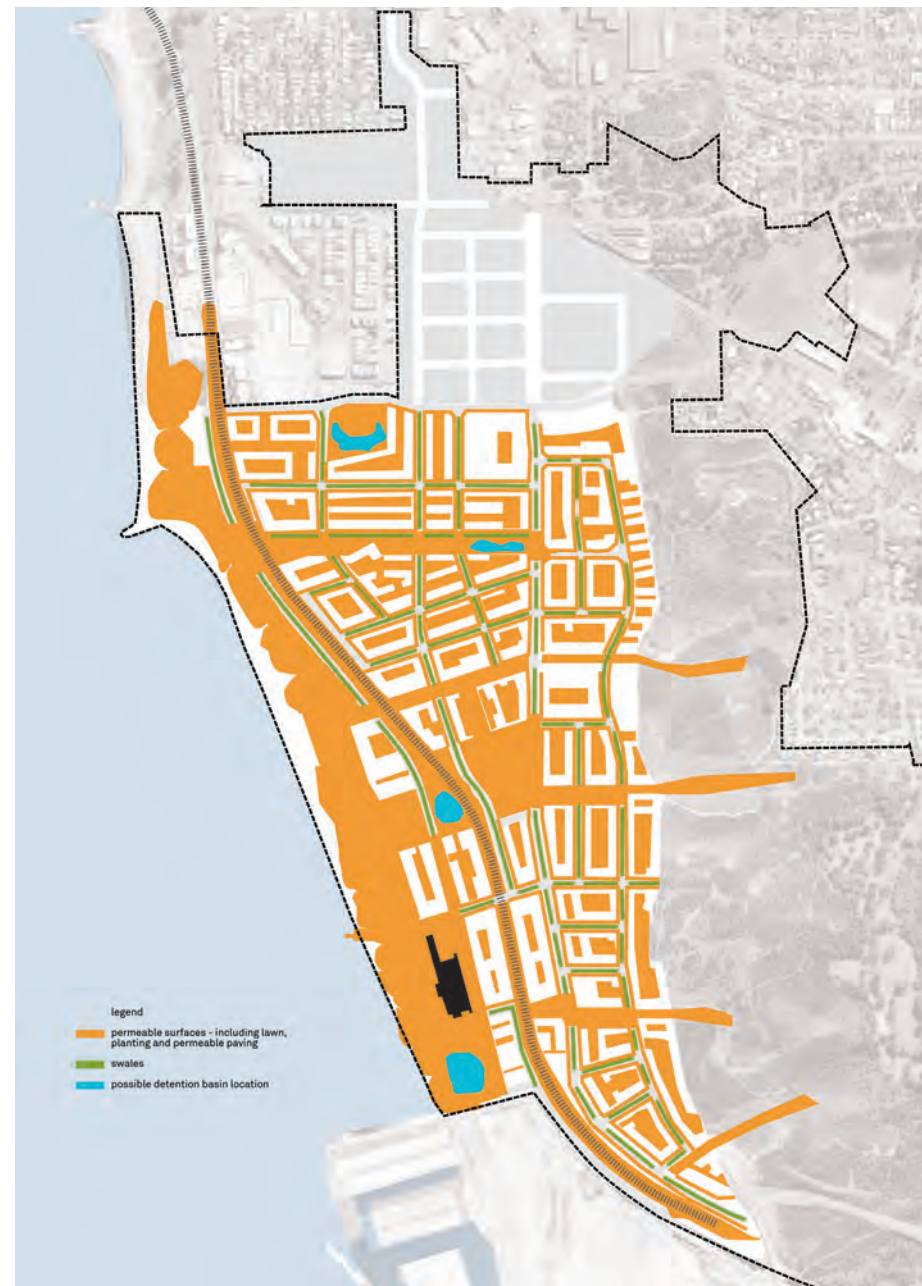 legend
permeable surfaces - including lawn,
planting and permeable paving
swales
possible detention basin location